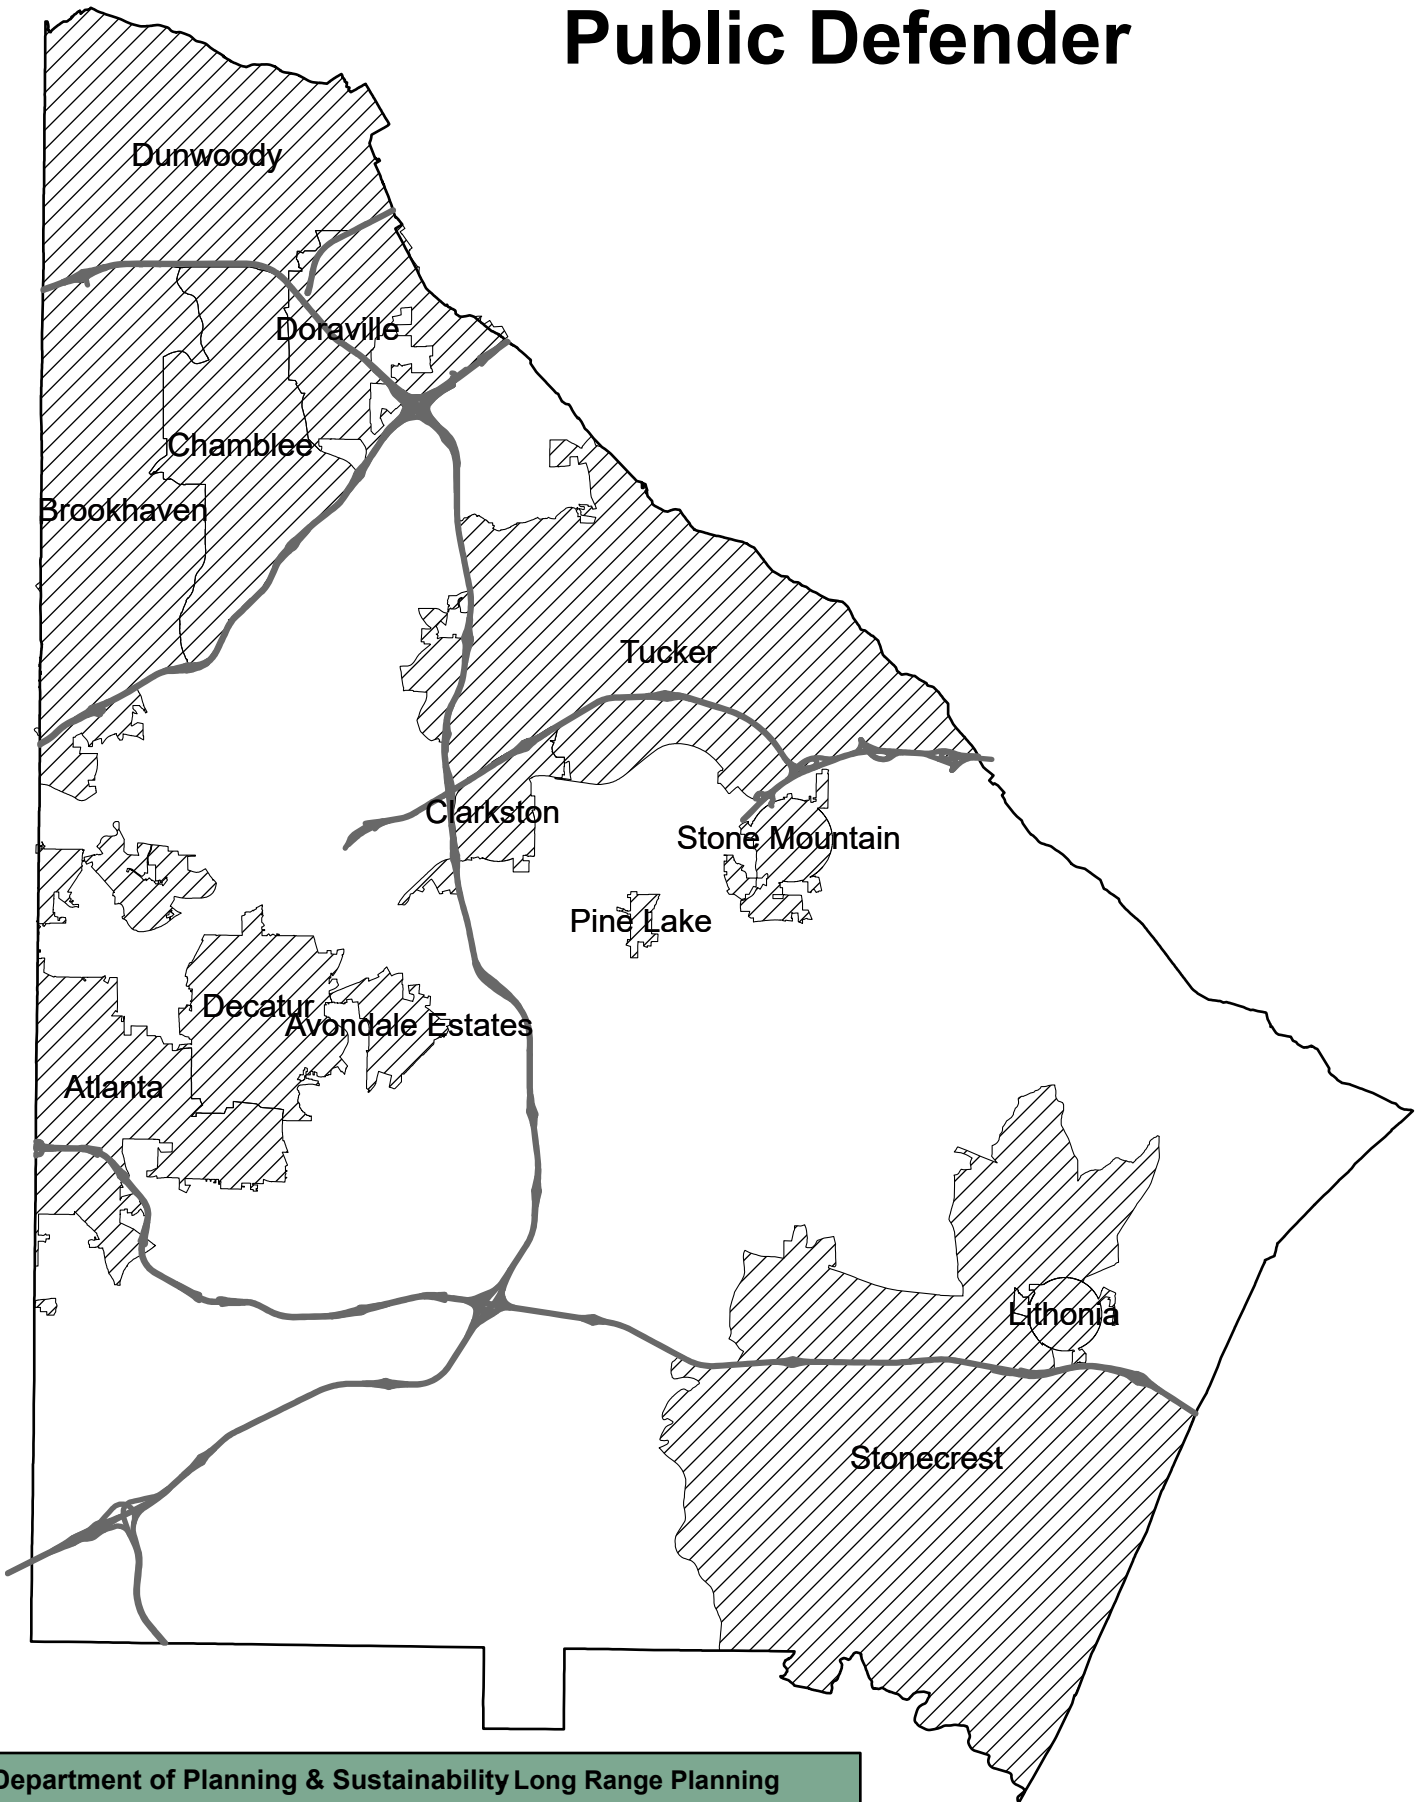 Public Defender
Dunwoody
Doraville
Chamblee
Brookhaven
Tucker
Clarkston
Stone Mountain
Pine Lake
Decatur
Avondale Estates
Atlanta
Lithonia
Stonecrest
Department of Planning & Sustainability Long Range Planning